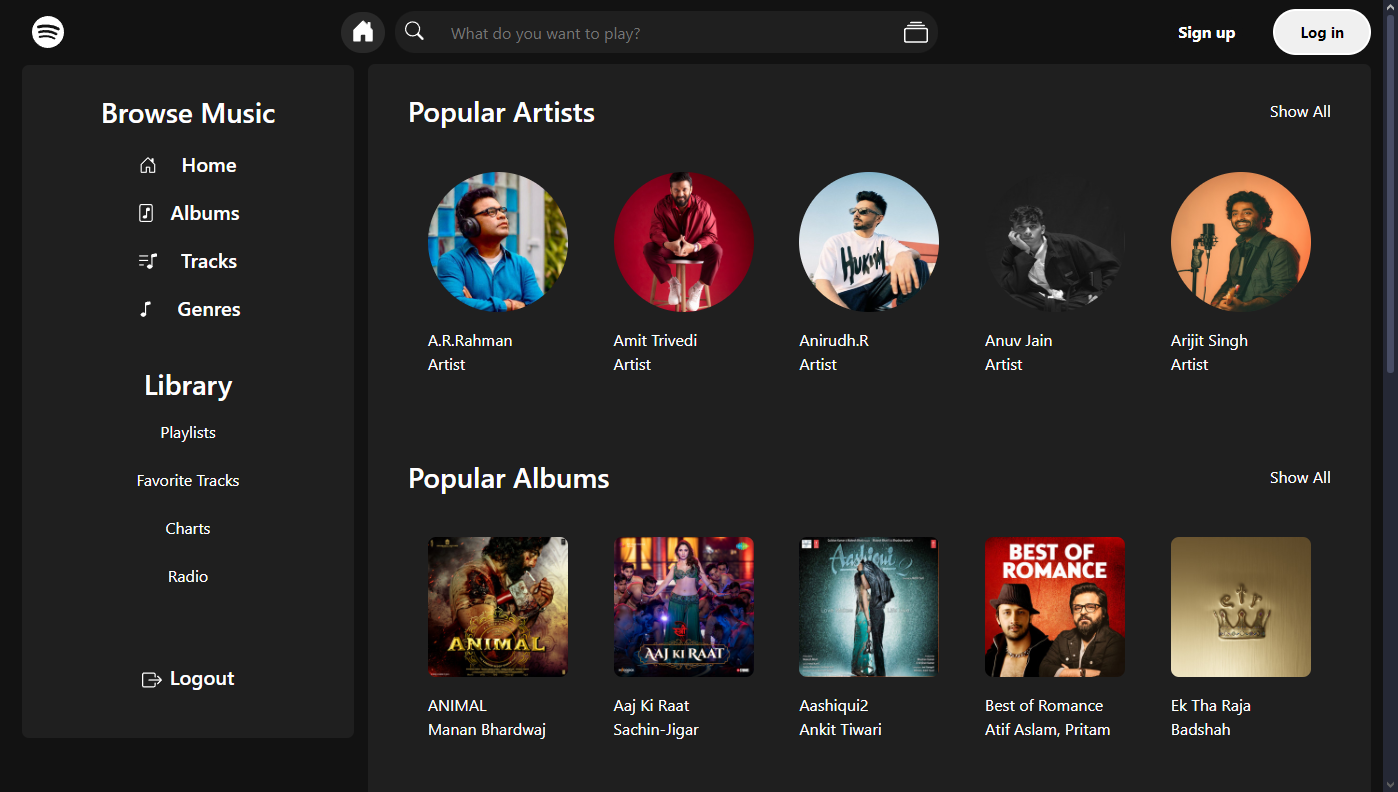 What do you want to play?
Sign up
Log in
Browse Music
Home
Albums
Tracks
Genres
Library
Playlists
Favorite Tracks
Charts
Radio
Logout
Popular Artists
Show All
HUKUM
A.R.Rahman
Artist
Amit Trivedi
Artist
Anirudh.R
Artist
Anuv Jain
Artist
Arijit Singh
Artist
Popular Albums
Show All
ANIMAL
AAJ KI RAAT
Aashiqui 2
BEST OF
ROMANCE
etr
ANIMAL
Manan Bhardwaj
Aaj Ki Raat
Sachin-Jigar
Aashiqui2
Ankit Tiwari
Best of Romance
Atif Aslam, Pritam
Ek Tha Raja
Badshah